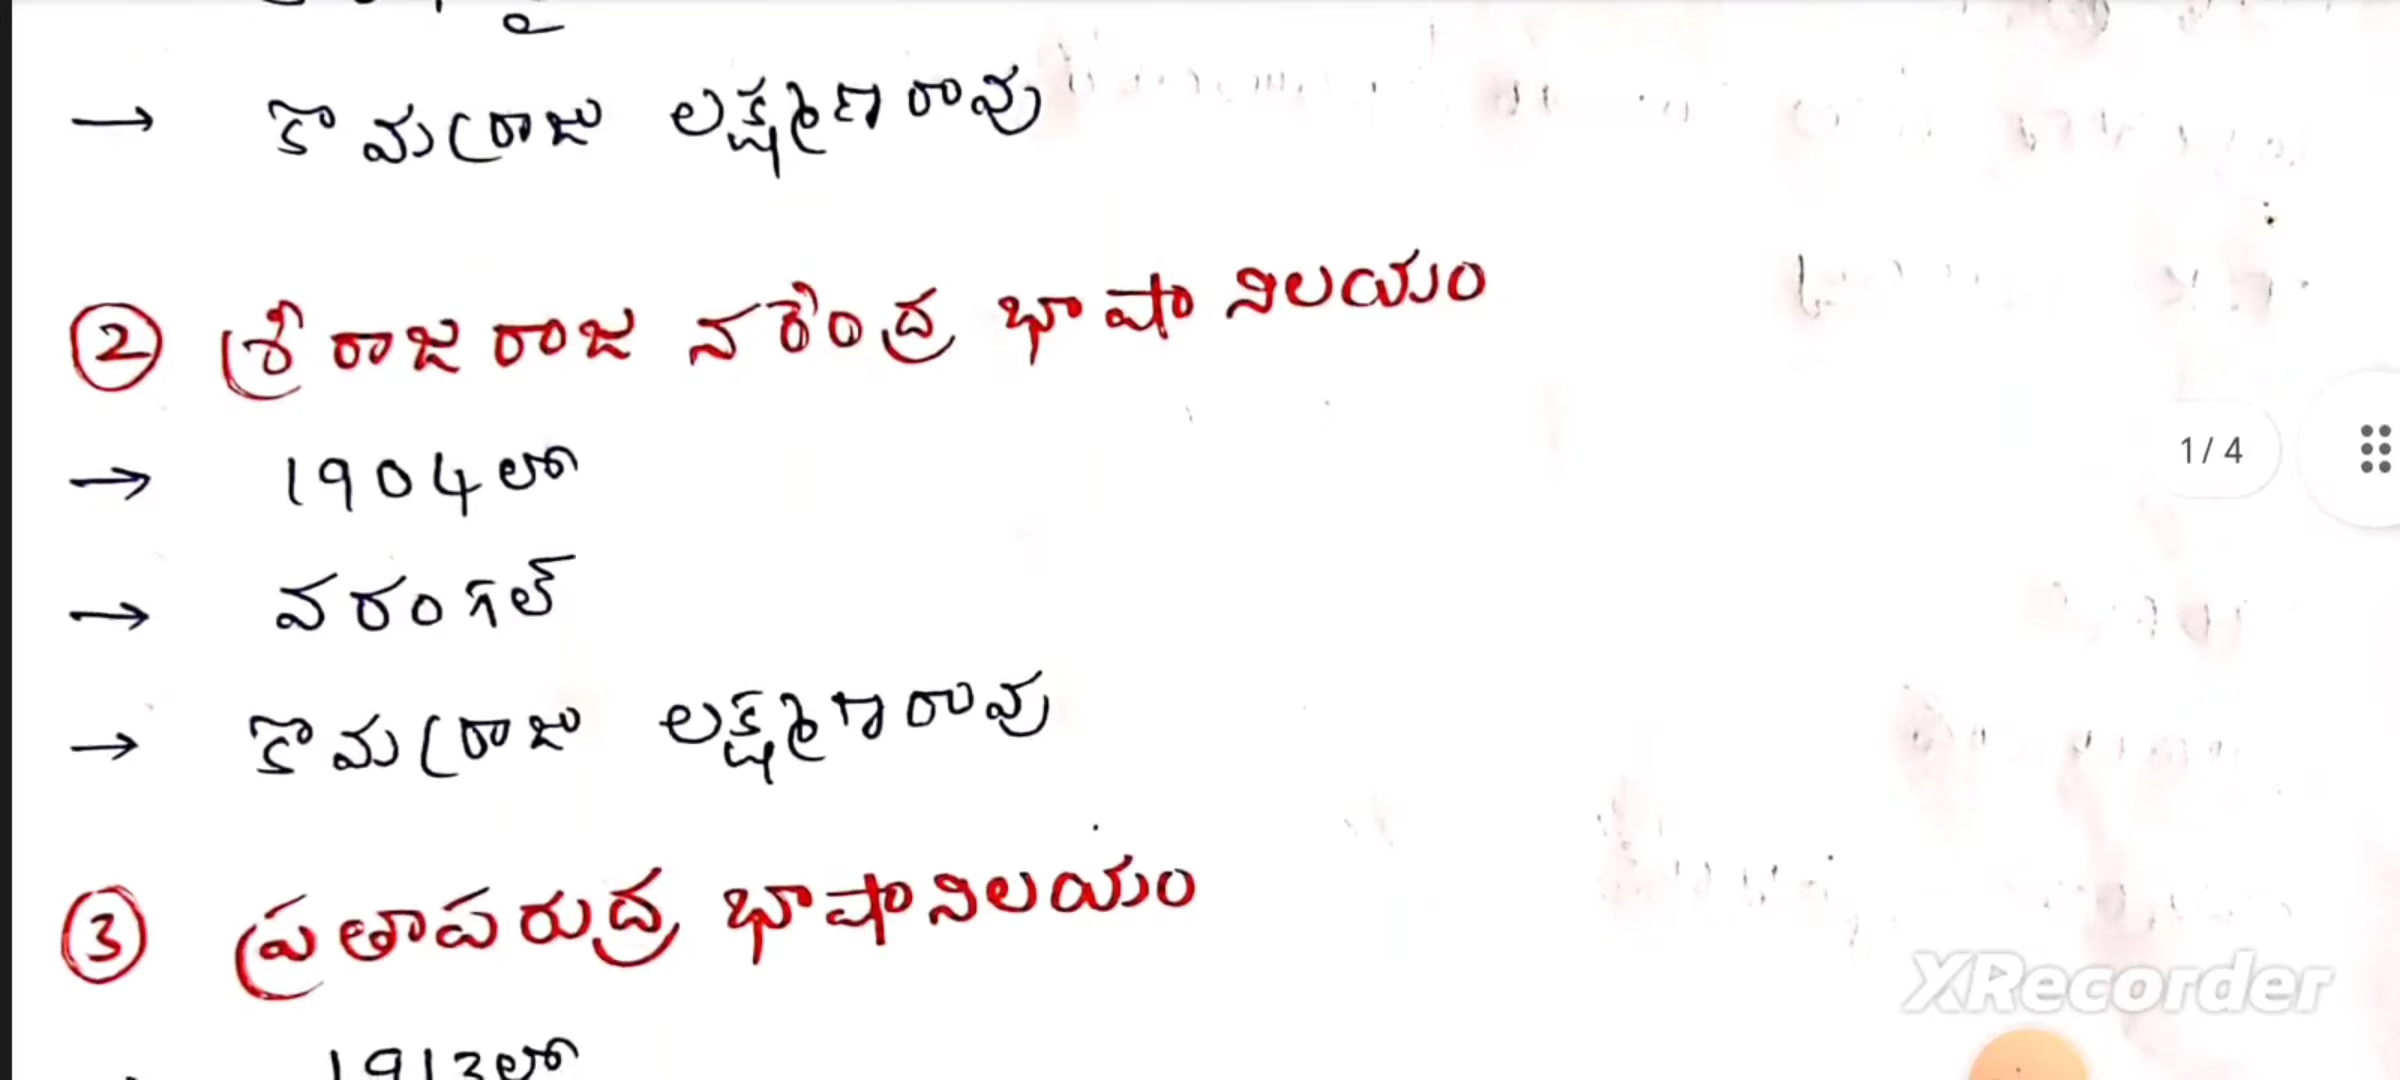 → కొమర్రాజు లక్ష్మణరావు
② శ్రీ రాజ రాజ నరేంద్ర భాషా నిలయం
→ 1904లో
1/4
→ వరంగల్
→ కొమర్రాజు లక్ష్మణరావు
③ ప్రతాపరుద్ర భాషానిలయం
XRecorder
1913లో